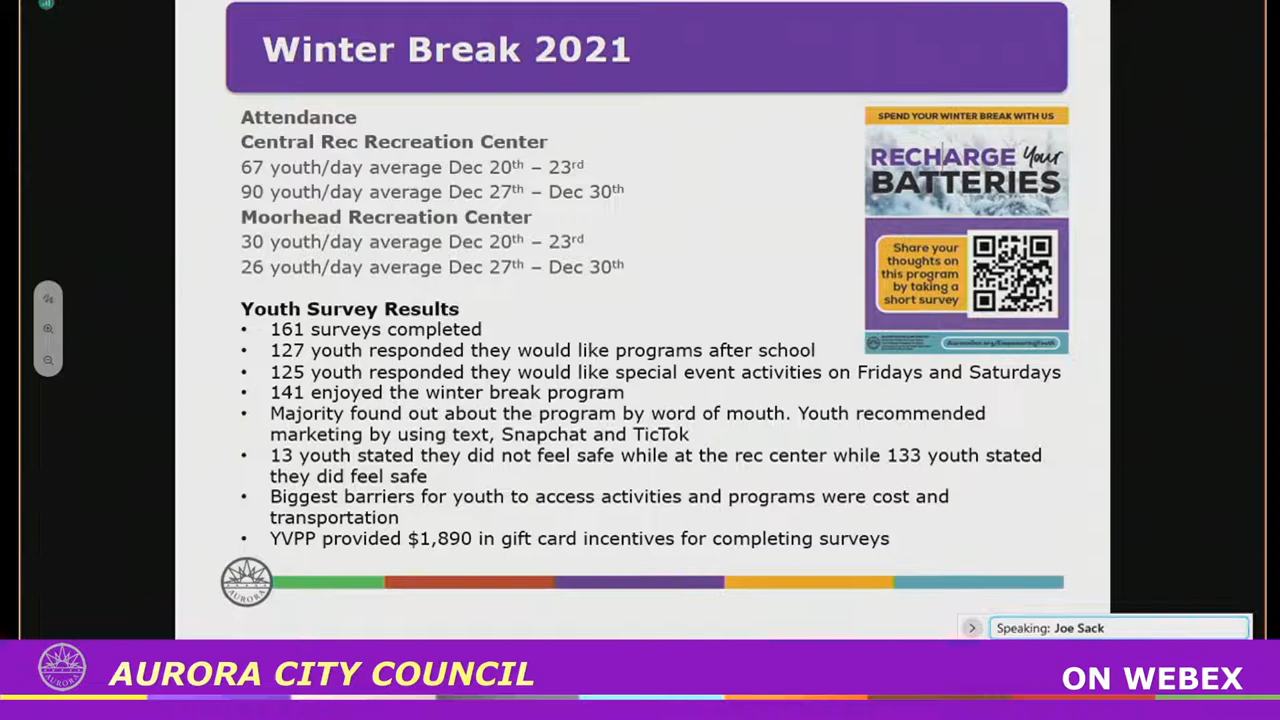 Winter Break 2021
Attendance
Central Rec Recreation Center
67 youth/day average Dec 20th – 23rd
90 youth/day average Dec 27th – Dec 30th
Moorhead Recreation Center
30 youth/day average Dec 20th – 23rd
26 youth/day average Dec 27th – Dec 30th
SPEND YOUR WINTER BREAK WITH US
RECHARGE Your
BATTERIES
Share your
thoughts on
this program
by taking a
short survey
AuroraGov.org/EmpoweringYouth
Youth Survey Results
• 161 surveys completed
• 127 youth responded they would like programs after school
• 125 youth responded they would like special event activities on Fridays and Saturdays
• 141 enjoyed the winter break program
• Majority found out about the program by word of mouth. Youth recommended
marketing by using text, Snapchat and TicTok
• 13 youth stated they did not feel safe while at the rec center while 133 youth stated
they did feel safe
• Biggest barriers for youth to access activities and programs were cost and
transportation
• YVPP provided $1,890 in gift card incentives for completing surveys
AURORA
Speaking: Joe Sack
AURORA
AURORA CITY COUNCIL
ON WEBEX